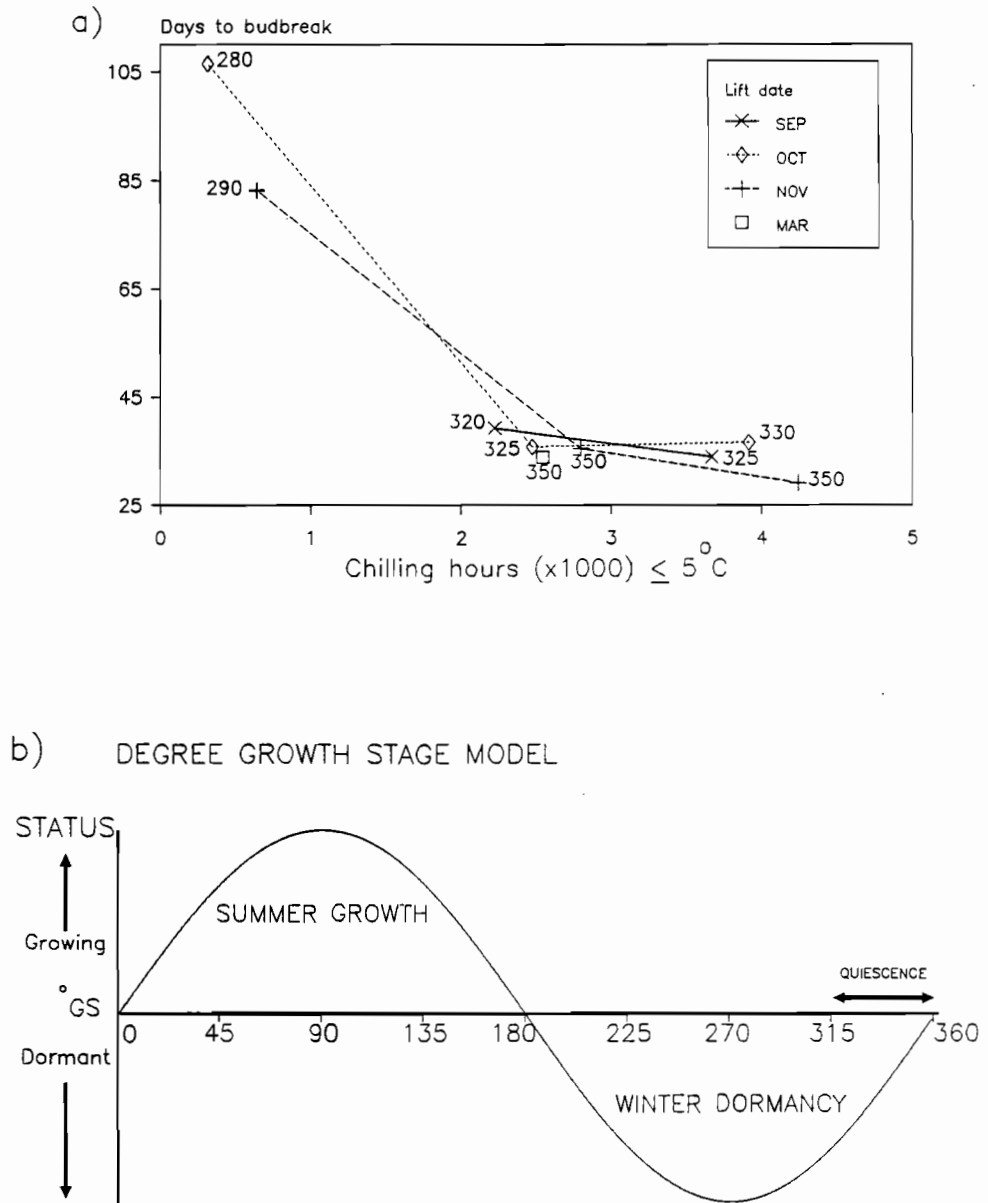 a)
Days to budbreak
105
85
65
45
25
280
290
320
325
350
350
330
325
350
Lift date
SEP
OCT
NOV
MAR
0 1 2 3 4 5
Chilling hours (x1000) ≤ 5°C
b) DEGREE GROWTH STAGE MODEL
STATUS
SUMMER GROWTH
Growing
QUIESCENCE
°GS
0 45 90 135 180 225 270 315 360
Dormant
WINTER DORMANCY